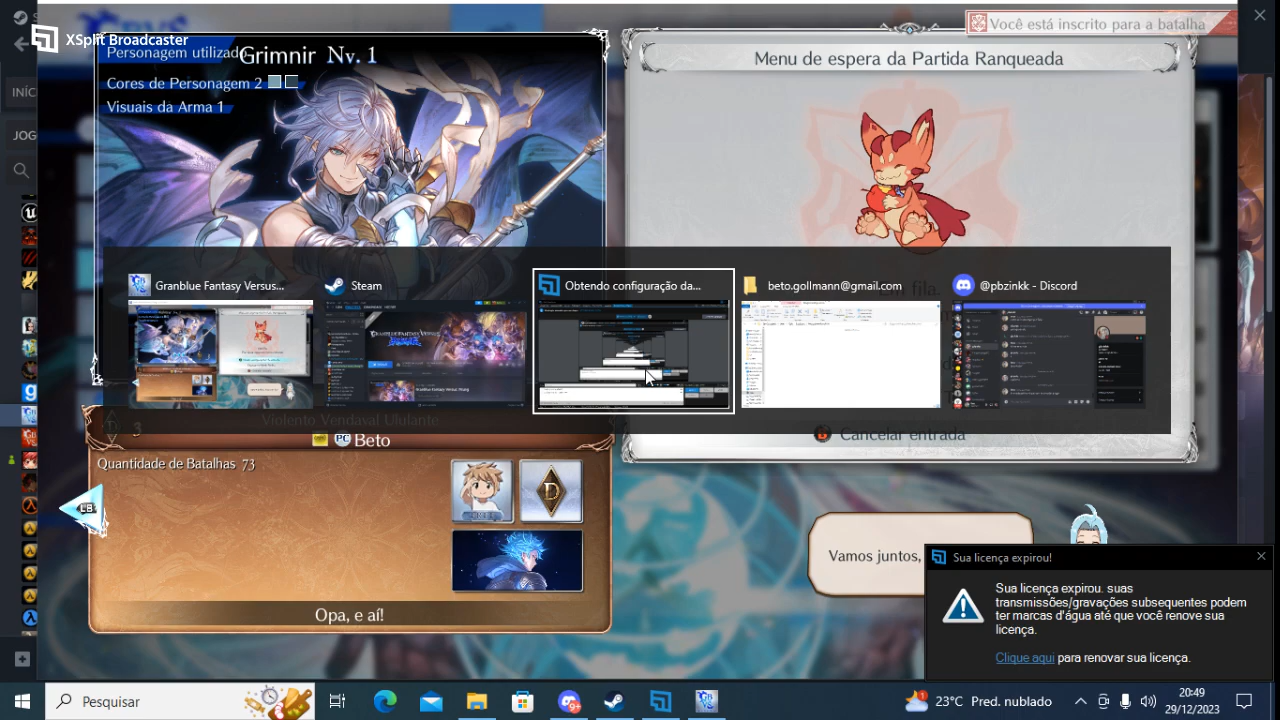 XSplit Broadcaster
Personagem utilizado
Grimnir Nv. 1
Cores de Personagem 2
Visuais da Arma 1
Você está inscrito para a batalha
Menu de espera da Partida Ranqueada
INÍC
JOG
Granblue Fantasy Versus...
Steam
Obtendo configuração da...
beto.gollmann@gmail.com
@pbzinkk - Discord
fila.
Violento Vendaval Ululante
3
PC Beto
Cancelar entrada
Quantidade de Batalhas 73
D
LB
Vamos juntos,
Opa, e aí!
Sua licença expirou!
Sua licença expirou. suas
transmissões/gravações subsequentes podem
ter marcas d'água até que você renove sua
licença.
Clique aqui para renovar sua licença.
Pesquisar
23°C Pred. nublado
20:49
29/12/2023